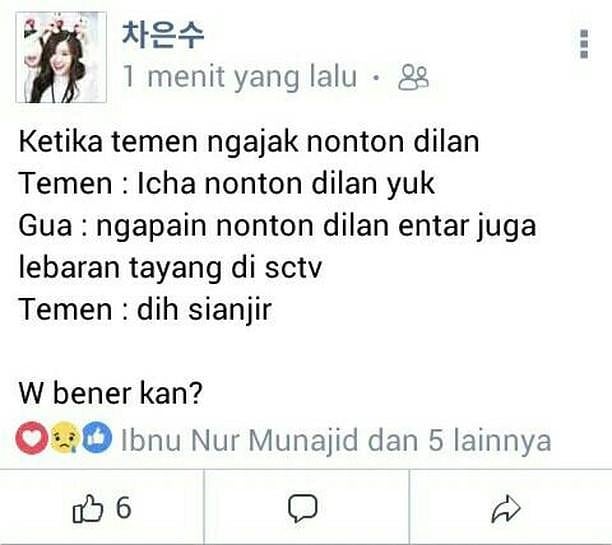 차은수
1 menit yang lalu ·
Ketika temen ngajak nonton dilan
Temen : Icha nonton dilan yuk
Gua : ngapain nonton dilan entar juga
lebaran tayang di sctv
Temen : dih sianjir
W bener kan?
Ibnu Nur Munajid dan 5 lainnya
6